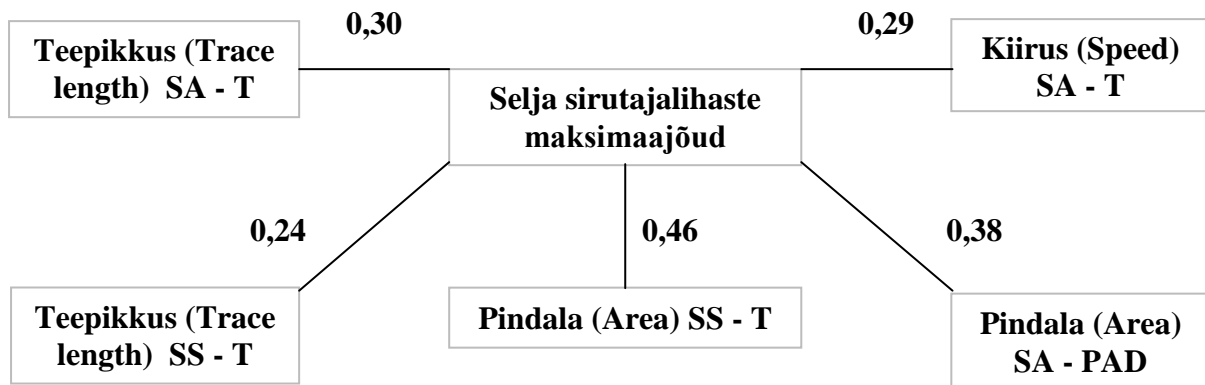 0,30
0,29
Teepikkus (Trace
length) SA - T
Kiirus (Speed)
SA - T
Selja sirutajalihaste
maksimaajõud
0,24
0,46
0,38
Teepikkus (Trace
length) SS - T
Pindala (Area) SS - T
Pindala (Area)
SA - PAD